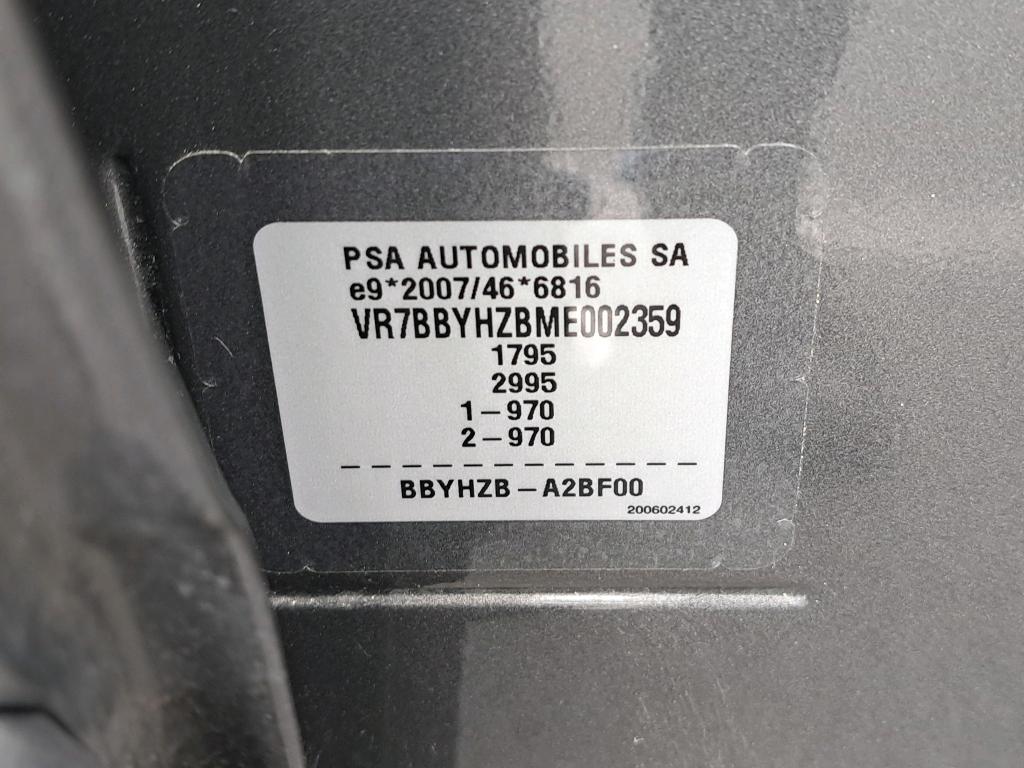 PSA AUTOMOBILES SA
e9*2007/46*6816
VR7BBYHZBME002359
1795
2995
1-970
2-970
BBYHZB-A2BF00
200602412